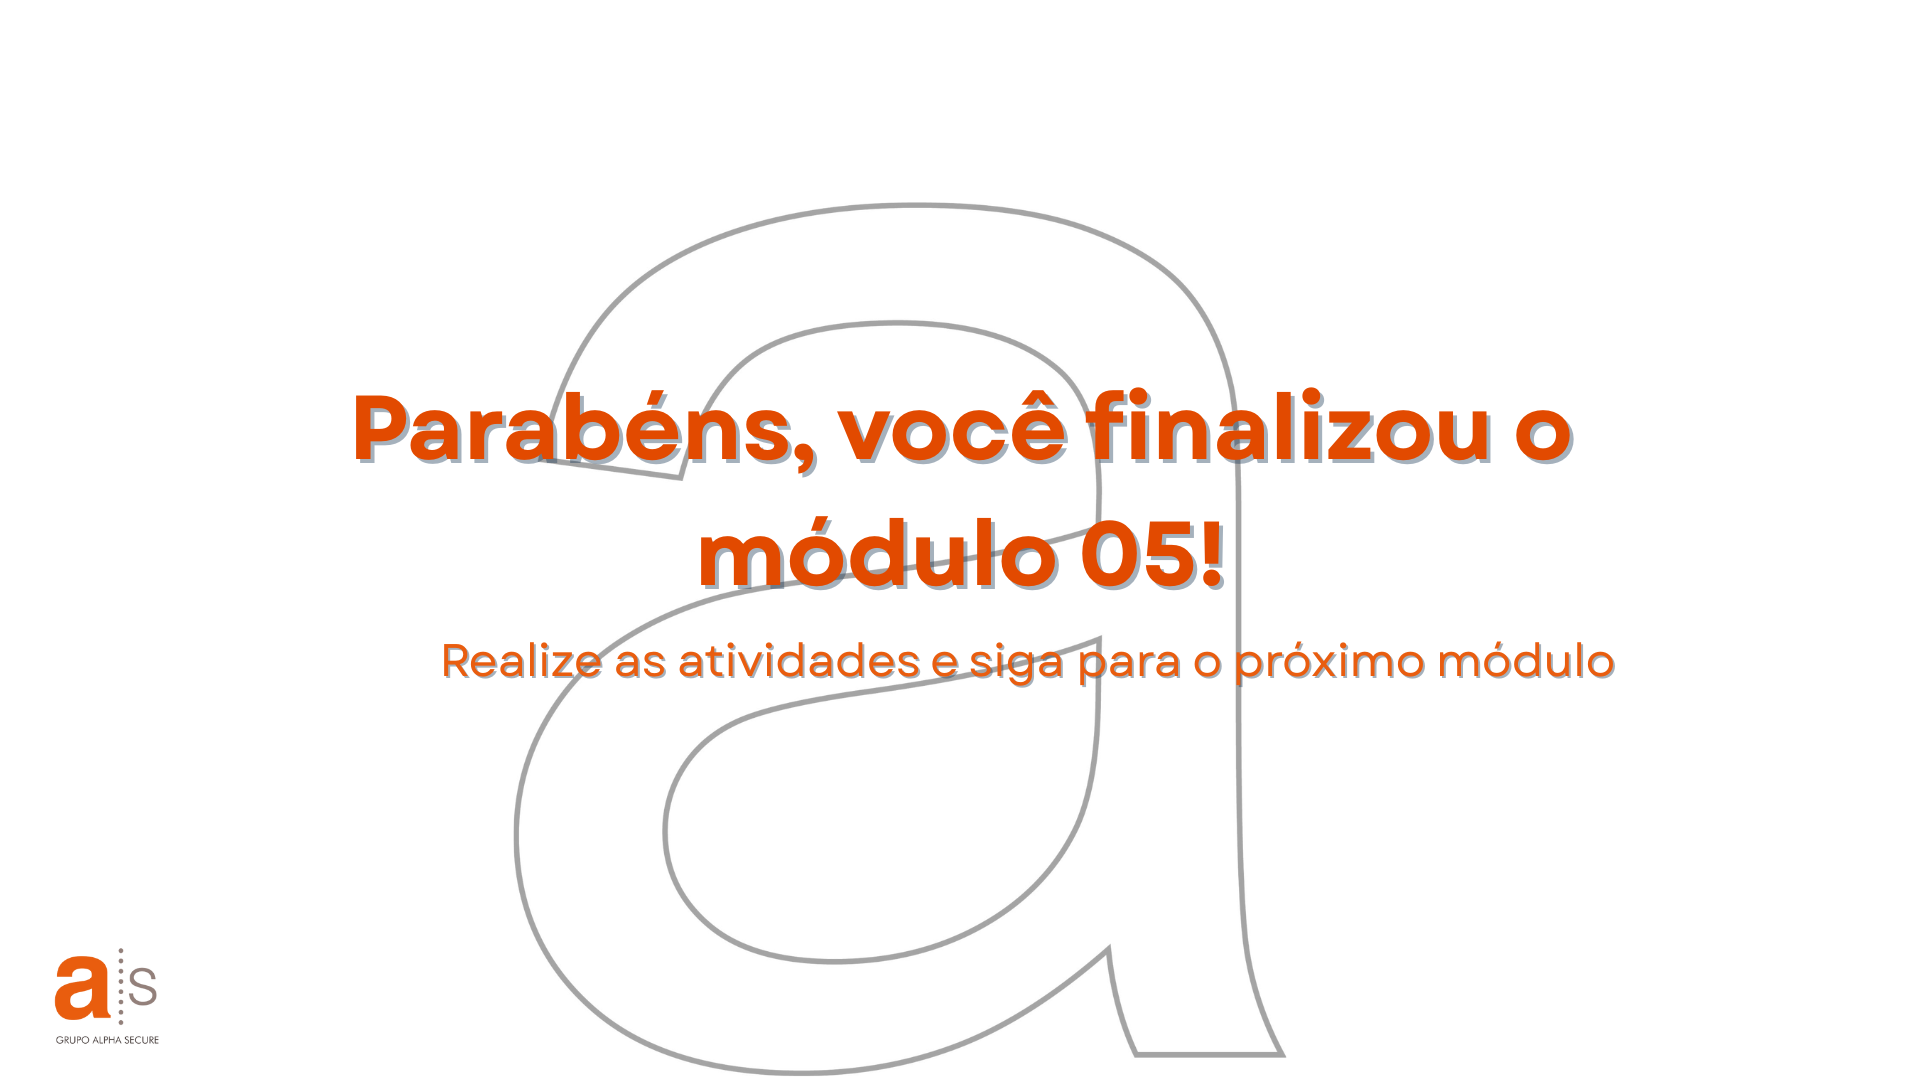 Parabéns, você finalizou o
módulo 05!
Realize as atividades e siga para o próximo módulo
a s
GRUPO ALPHA SECURE